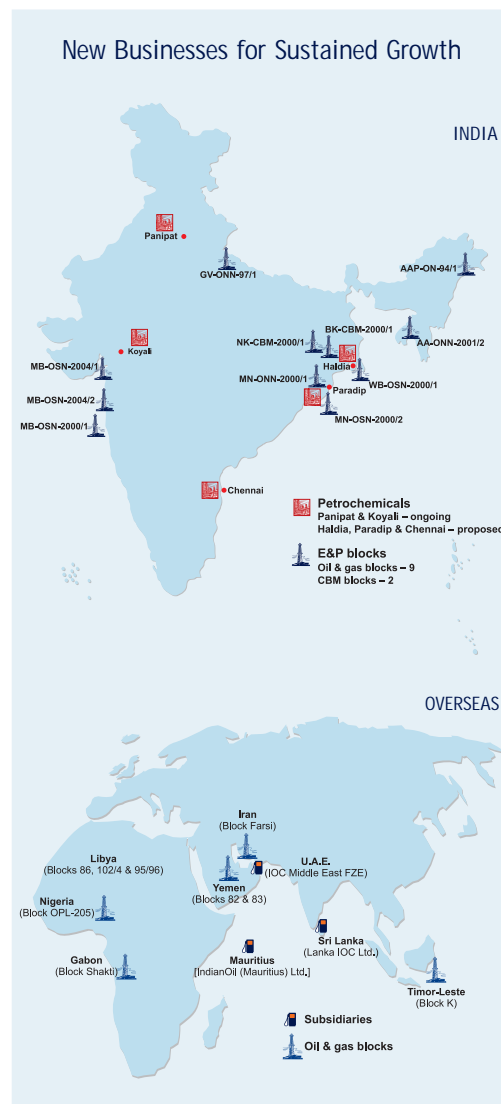 New Businesses for Sustained Growth
INDIA
Panipat
GV-ONN-97/1
AAP-ON-94/1
AA-ONN-2001/2
BK-CBM-2000/1
NK-CBM-2000/1
Koyali
Haldia
MB-OSN-2004/1
MN-ONN-2000/1
WB-OSN-2000/1
Paradip
MB-OSN-2004/2
MN-OSN-2000/2
MB-OSN-2000/1
Chennai
Petrochemicals
Panipat & Koyali – ongoing
Haldia, Paradip & Chennai – proposed
E&P blocks
Oil & gas blocks – 9
CBM blocks – 2
OVERSEAS
Iran
(Block Farsi)
Libya
(Blocks 86, 102/4 & 95/96)
U.A.E.
(IOC Middle East FZE)
Yemen
(Blocks 82 & 83)
Nigeria
(Block OPL-205)
Sri Lanka
(Lanka IOC Ltd.)
Gabon
(Block Shakti)
Mauritius
[IndianOil (Mauritius) Ltd.]
Timor-Leste
(Block K)
Subsidiaries
Oil & gas blocks